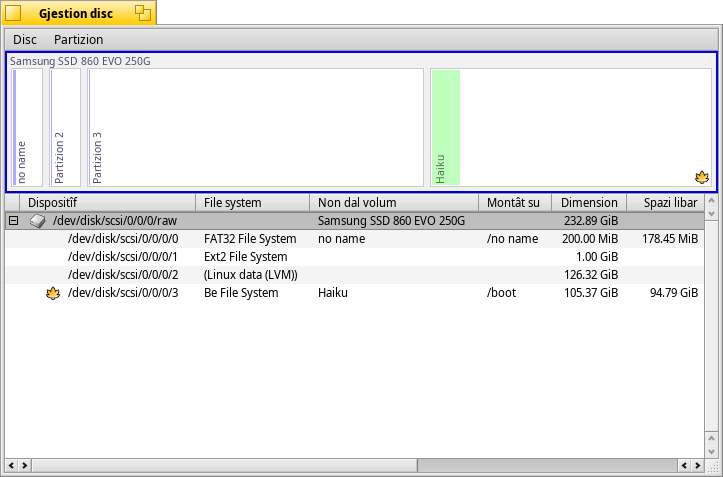 Gjestion disc
Disc Partizion
Samsung SSD 860 EVO 250G
no name
Partizion 2
Partizion 3
Haiku
Dispositîf File system Non dal volum Montât su Dimension Spazi libar
/dev/disk/scsi/0/0/0/raw Samsung SSD 860 EVO 250G 232.89 GiB
/dev/disk/scsi/0/0/0/0 FAT32 File System no name /no name 200.00 MiB 178.45 MiB
/dev/disk/scsi/0/0/0/1 Ext2 File System 1.00 GiB
/dev/disk/scsi/0/0/0/2 (Linux data (LVM)) 126.32 GiB
/dev/disk/scsi/0/0/0/3 Be File System Haiku /boot 105.37 GiB 94.79 GiB